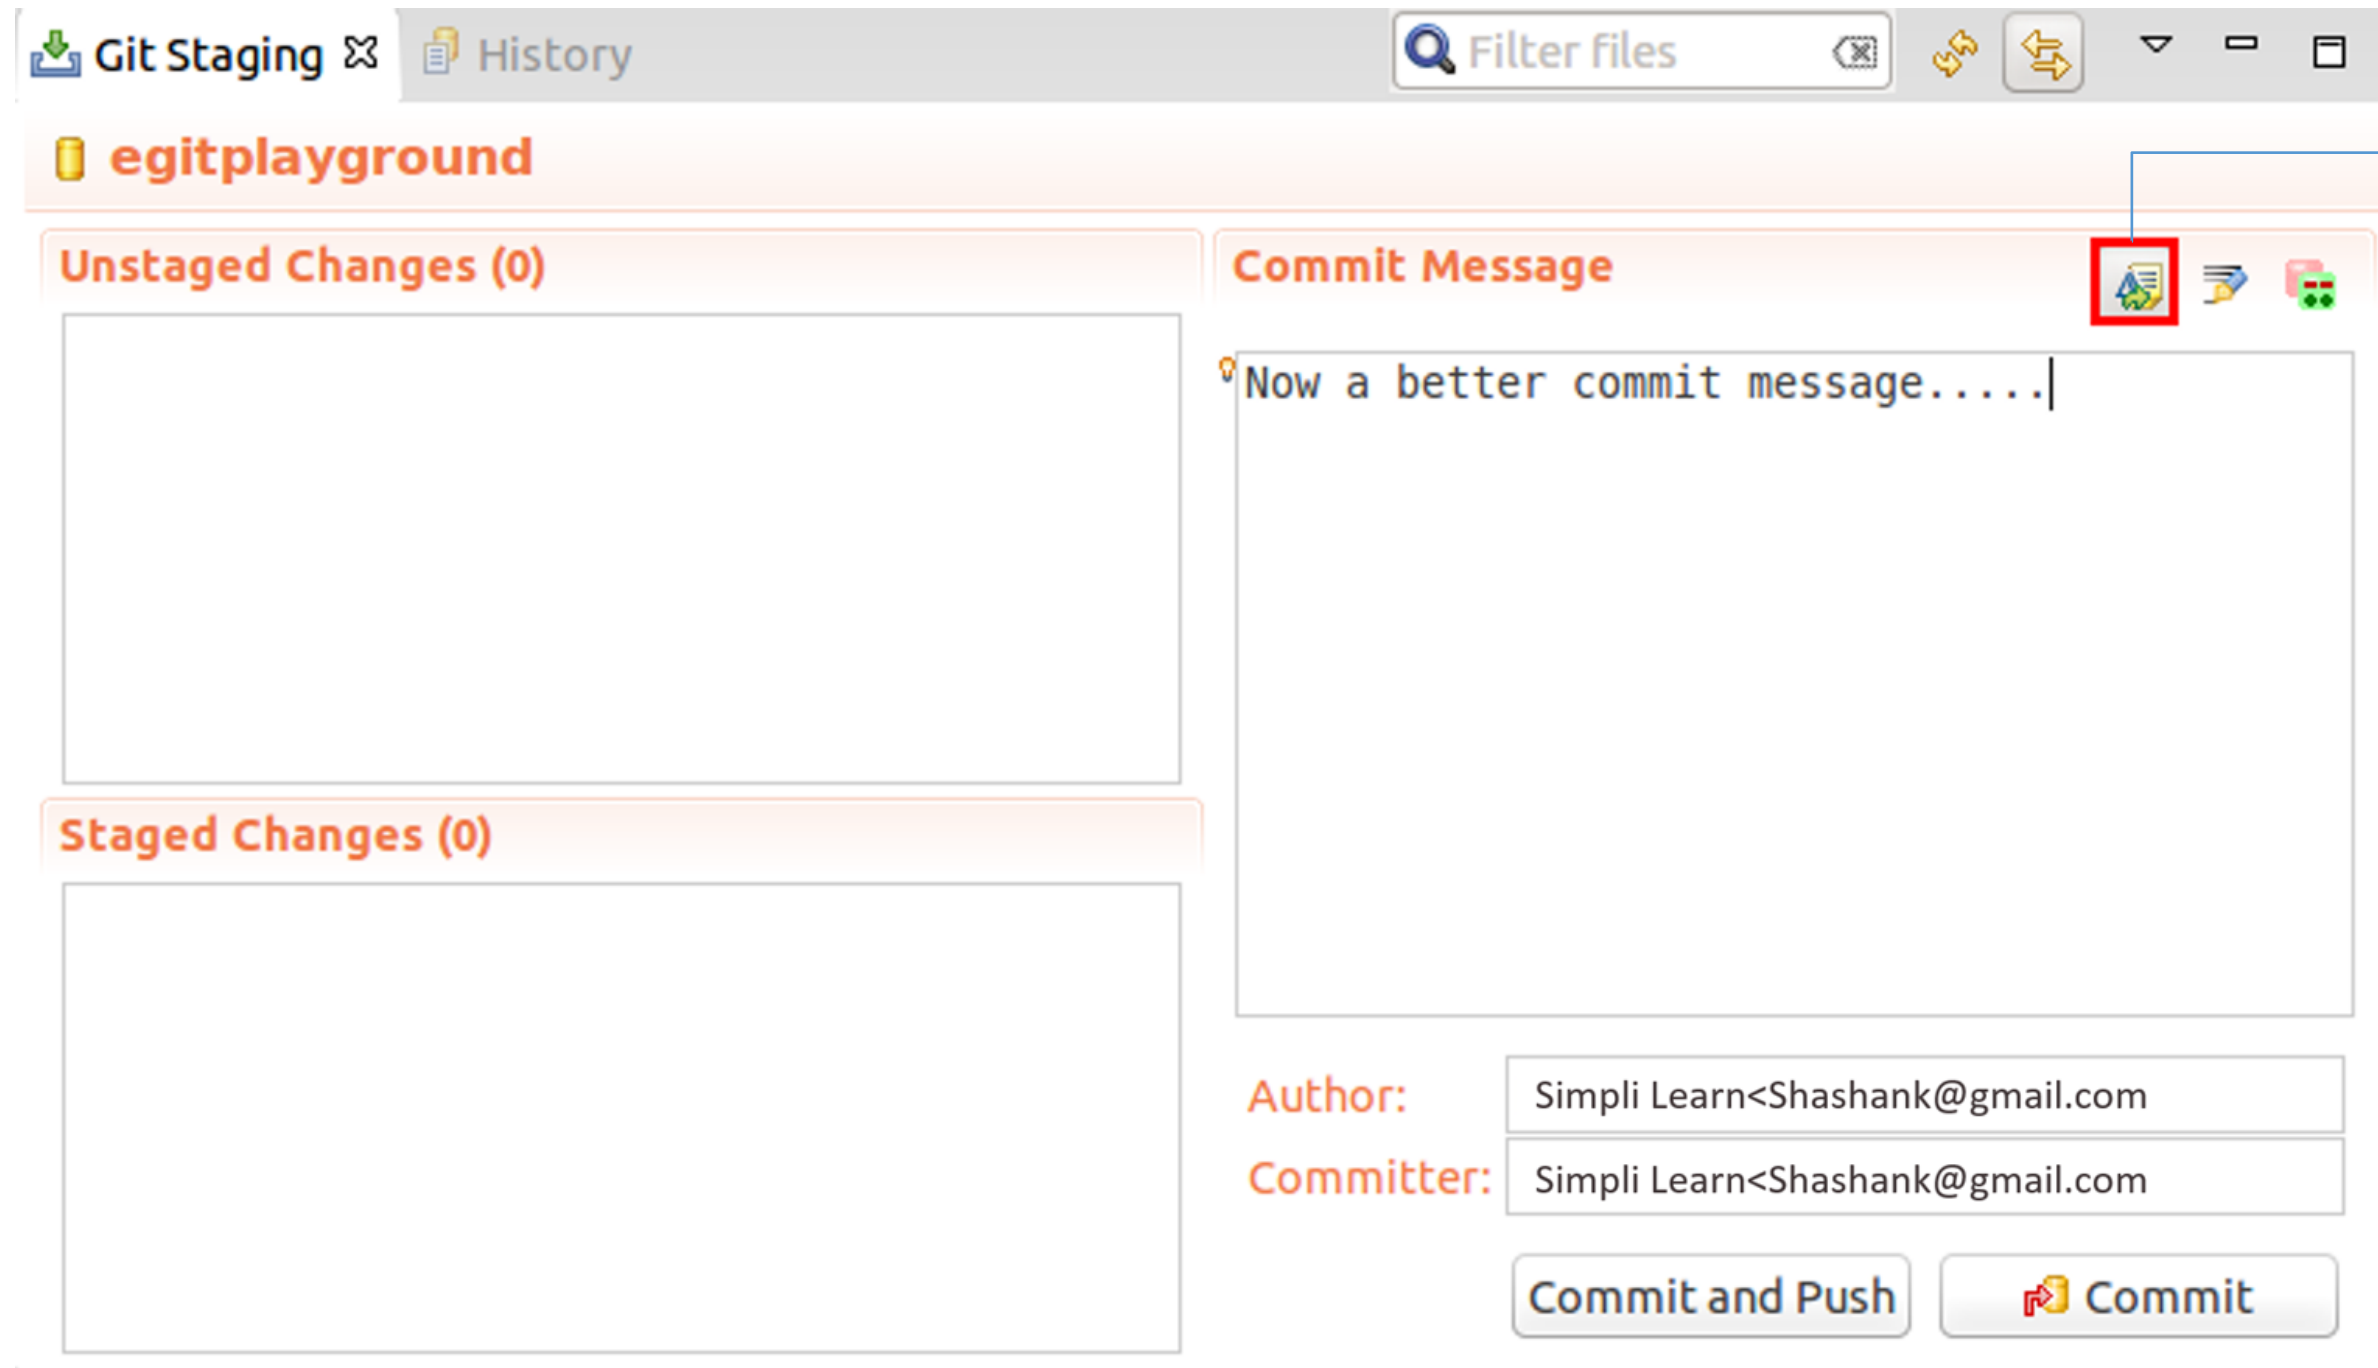 Git Staging
History
Filter files
egitplayground
Unstaged Changes (0)
Commit Message
Now a better commit message.....
Staged Changes (0)
Author: Simpli Learn<Shashank@gmail.com
Committer: Simpli Learn<Shashank@gmail.com
Commit and Push
Commit